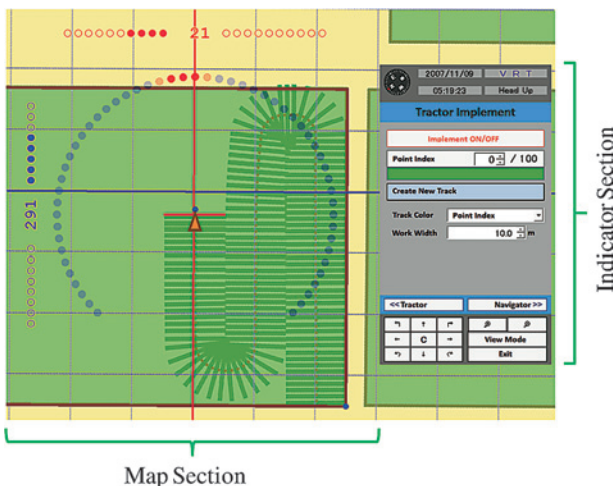 21
291
2007/11/09 VRT
05:19:23 Head Up
Tractor Implement
Implement ON/OFF
Point Index 0 / 100
Create New Track
Track Color Point Index
Work Width 10.0 m
<<Tractor Navigator >>
C
View Mode
Exit
Indicator Section
Map Section